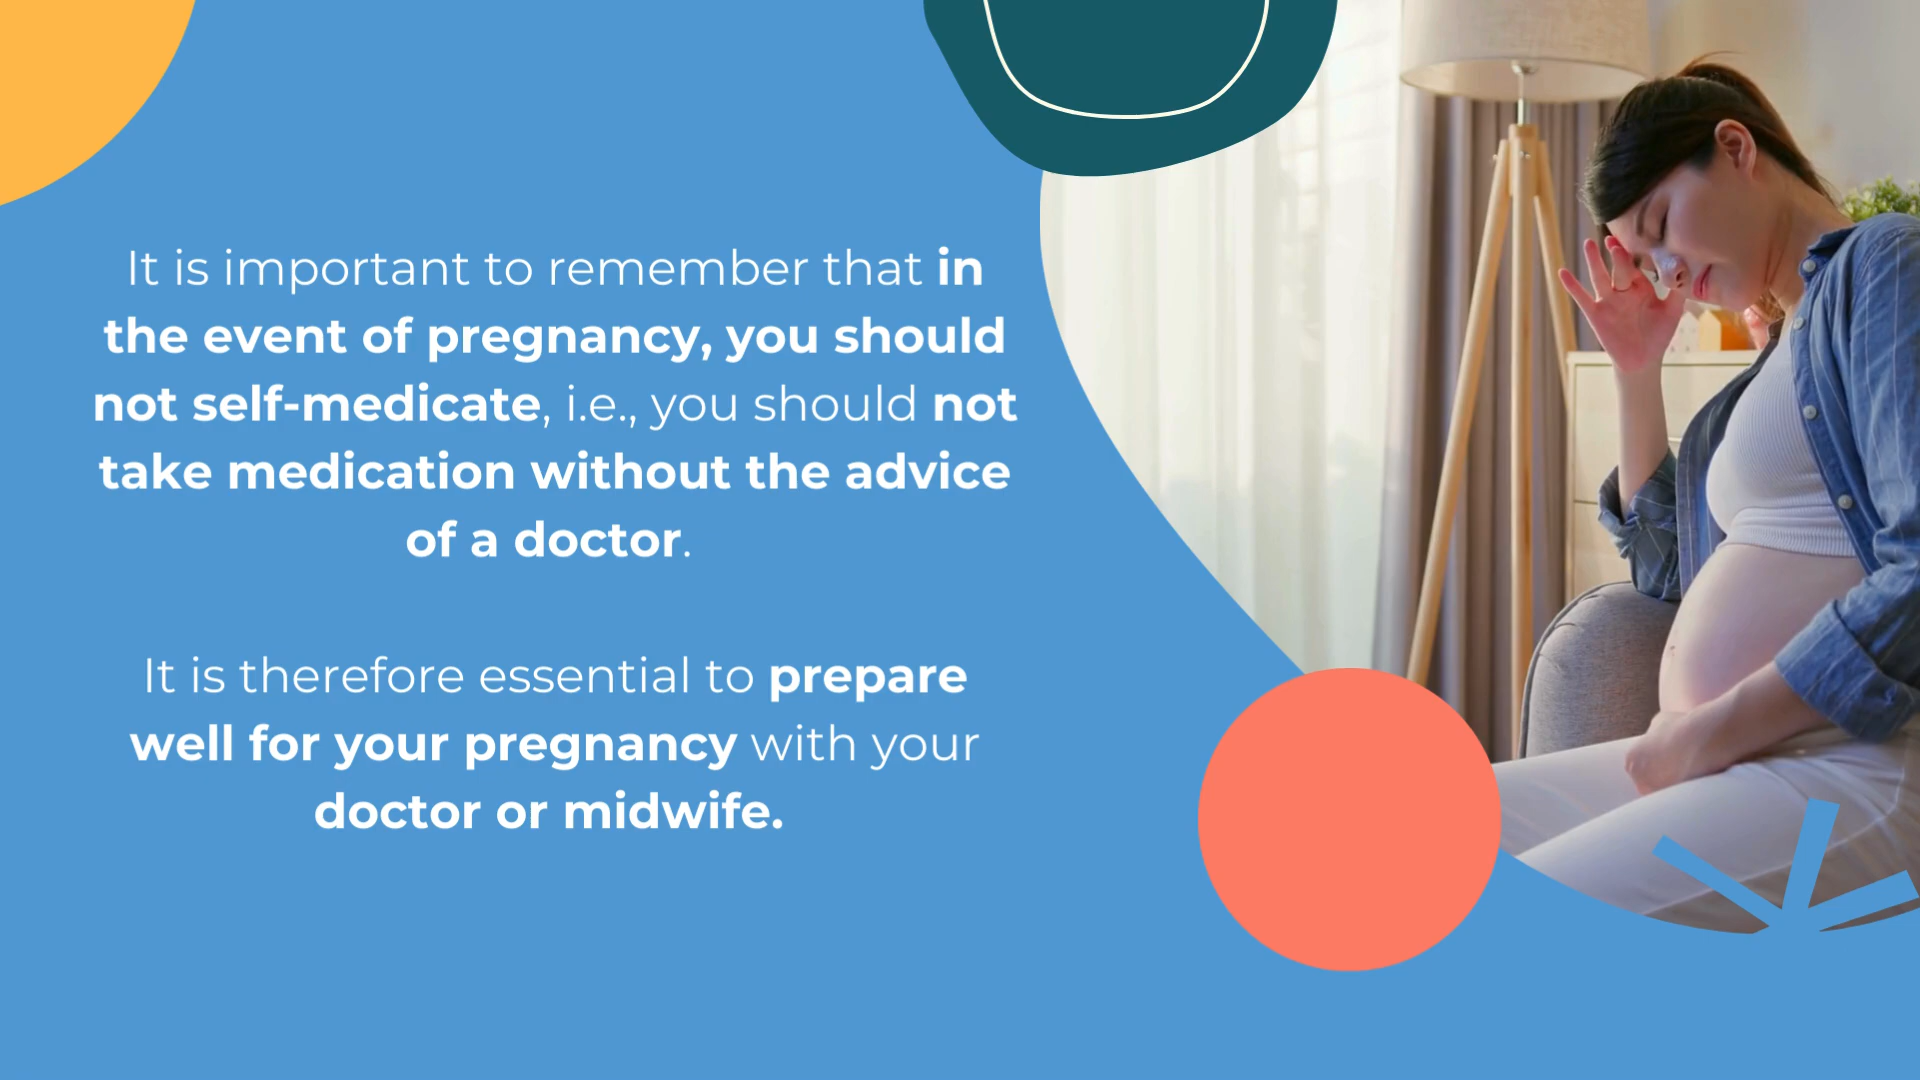 It is important to remember that in
the event of pregnancy, you should
not self-medicate, i.e., you should not
take medication without the advice
of a doctor.
It is therefore essential to prepare
well for your pregnancy with your
doctor or midwife.